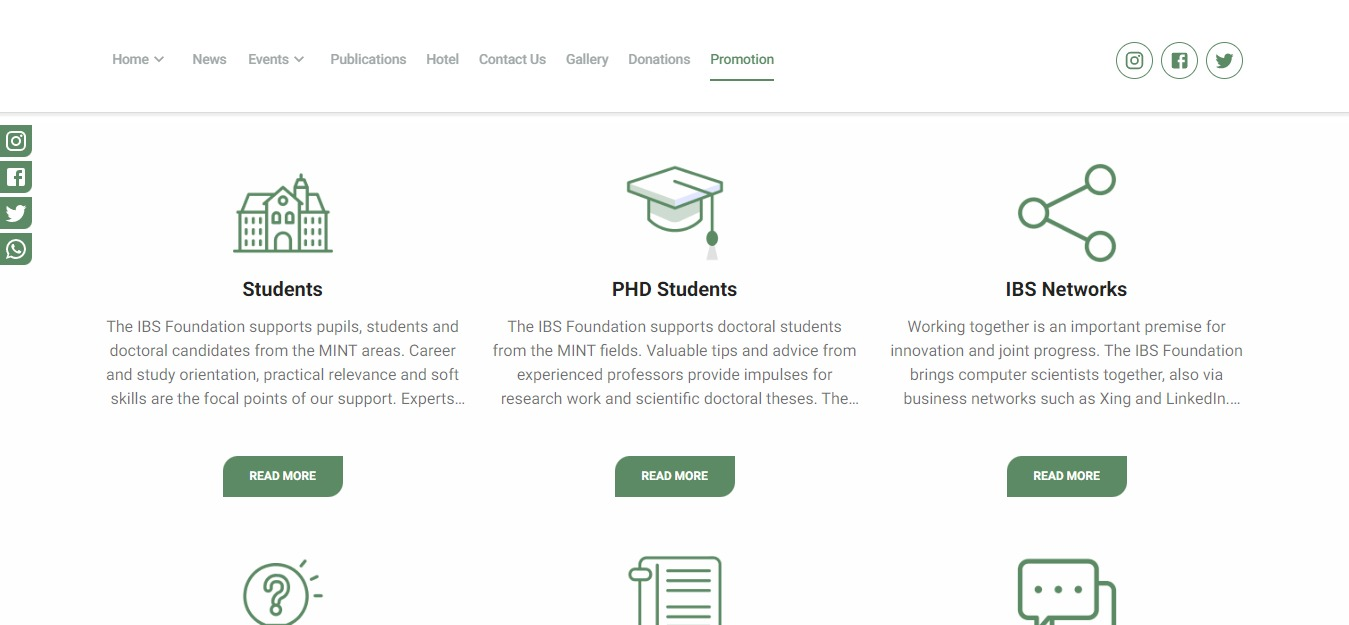 Home News Events Publications Hotel Contact Us Gallery Donations Promotion
Students
The IBS Foundation supports pupils, students and
doctoral candidates from the MINT areas. Career
and study orientation, practical relevance and soft
skills are the focal points of our support. Experts...
READ MORE
PHD Students
The IBS Foundation supports doctoral students
from the MINT fields. Valuable tips and advice from
experienced professors provide impulses for
research work and scientific doctoral theses. The...
READ MORE
IBS Networks
Working together is an important premise for
innovation and joint progress. The IBS Foundation
brings computer scientists together, also via
business networks such as Xing and LinkedIn....
READ MORE